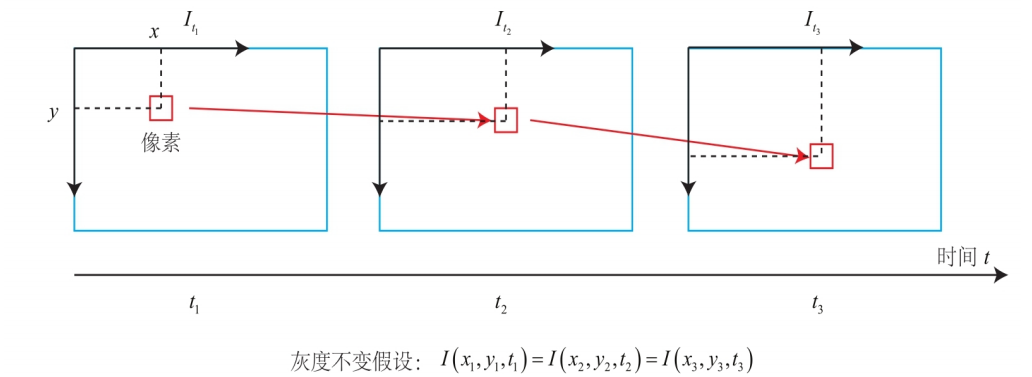 x I_{t_1} I_{t_2} I_{t_3}
y
像素
时间 t
t_1 t_2 t_3
灰度不变假设： I(x_1,y_1,t_1)=I(x_2,y_2,t_2)=I(x_3,y_3,t_3)